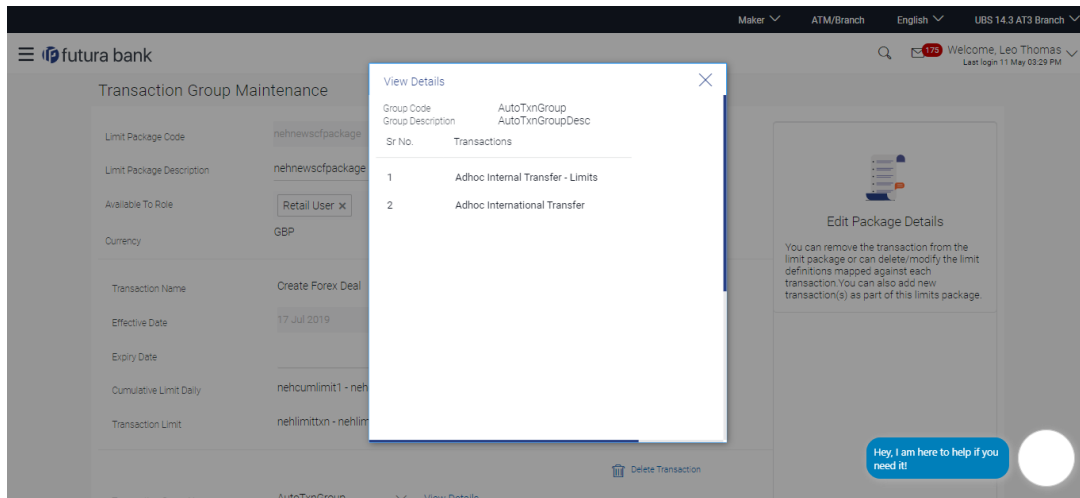 Maker ATM/Branch English UBS 14.3 AT3 Branch
futura bank
175 Welcome, Leo Thomas
Last login 11 May 03:29 PM
Transaction Group Maintenance
Limit Package Code nehnewscfpackage
Limit Package Description nehnewscfpackage
Available To Role Retail User ×
Currency GBP
Transaction Name Create Forex Deal
Effective Date 17 Jul 2019
Expiry Date
Cumulative Limit Daily nehcumlimit1 - neh
Transaction Limit nehlimittxn - nehlim
Delete Transaction
AutoTxnGroup View Details
View Details
Group Code AutoTxnGroup
Group Description AutoTxnGroupDesc
Sr No. Transactions
1 Adhoc Internal Transfer - Limits
2 Adhoc International Transfer
Edit Package Details
You can remove the transaction from the
limit package or can delete/modify the limit
definitions mapped against each
transaction.You can also add new
transaction(s) as part of this limits package.
Hey, I am here to help if you
need it!